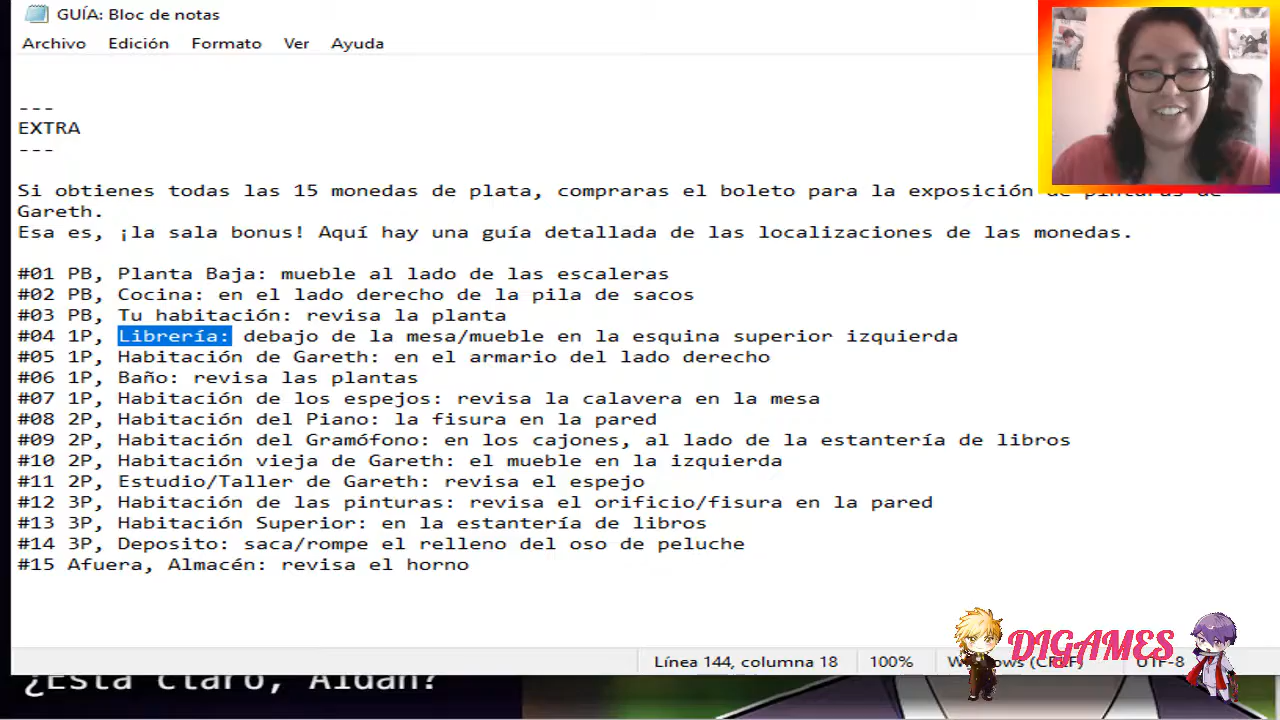 GUÍA: Bloc de notas
Archivo Edición Formato Ver Ayuda
---
EXTRA
---
Si obtienes todas las 15 monedas de plata, compraras el boleto para la exposición de pinturas de
Gareth.
Esa es, ¡la sala bonus! Aquí hay una guía detallada de las localizaciones de las monedas.
#01 PB, Planta Baja: mueble al lado de las escaleras
#02 PB, Cocina: en el lado derecho de la pila de sacos
#03 PB, Tu habitación: revisa la planta
#04 1P, Librería: debajo de la mesa/mueble en la esquina superior izquierda
#05 1P, Habitación de Gareth: en el armario del lado derecho
#06 1P, Baño: revisa las plantas
#07 1P, Habitación de los espejos: revisa la calavera en la mesa
#08 2P, Habitación del Piano: la fisura en la pared
#09 2P, Habitación del Gramófono: en los cajones, al lado de la estantería de libros
#10 2P, Habitación vieja de Gareth: el mueble en la izquierda
#11 2P, Estudio/Taller de Gareth: revisa el espejo
#12 3P, Habitación de las pinturas: revisa el orificio/fisura en la pared
#13 3P, Habitación Superior: en la estantería de libros
#14 3P, Deposito: saca/rompe el relleno del oso de peluche
#15 Afuera, Almacén: revisa el horno
DIGAMES
Línea 144, columna 18 100% Windows (CRLF) UTF-8
¿Está claro, Aidan?